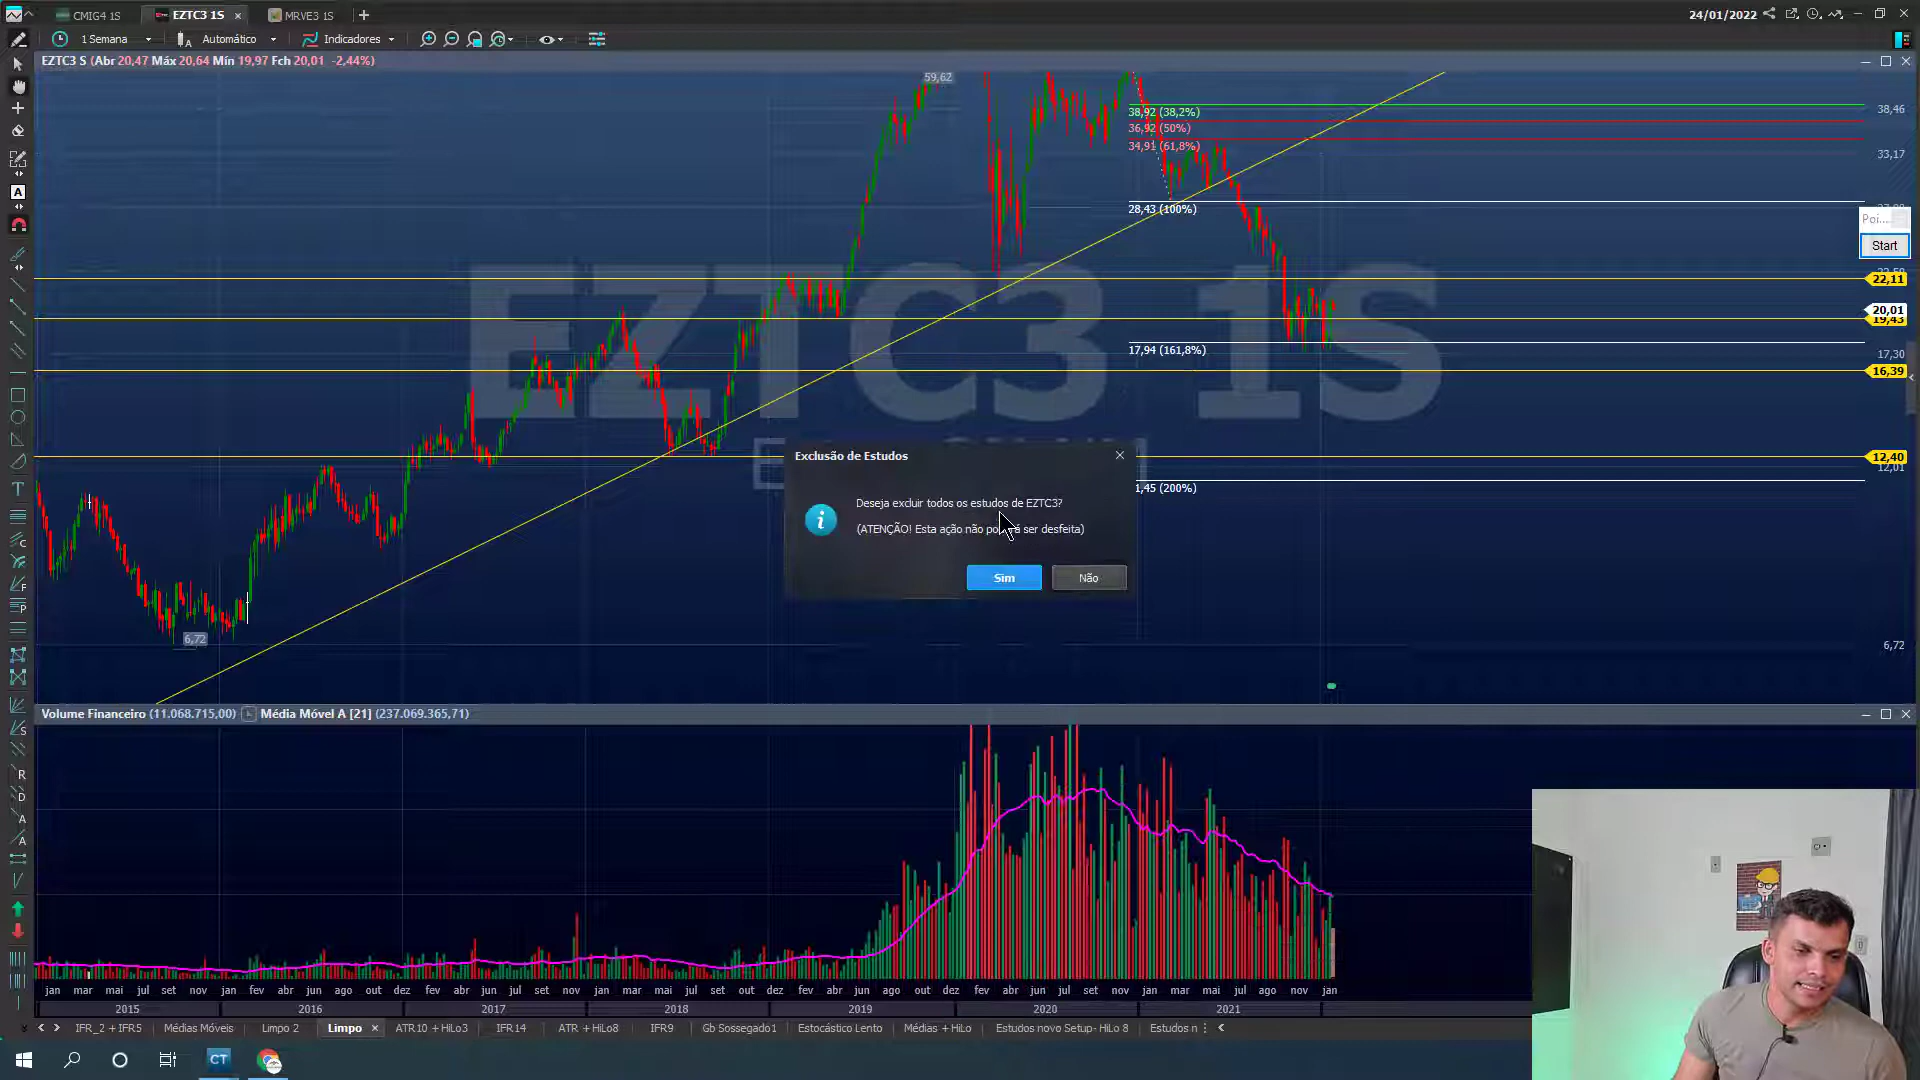 CMIG4 1S
EZTC3 1S
MRVE3 1S
24/01/2022
1 Semana
Automático
Indicadores
EZTC3 S (Abr 20,47 Máx 20,64 Mín 19,97 Fch 20,01 -2,44%)
59,62
38,92 (38,2%)
36,92 (50%)
34,91 (61,8%)
28,43 (100%)
17,94 (161,8%)
1,45 (200%)
6,72
38,46
33,17
Poi...
Start
22,11
20,01
19,43
17,30
16,39
12,40
12,01
6,72
EZTC3 1S
Exclusão de Estudos
Deseja excluir todos os estudos de EZTC3?
(ATENÇÃO! Esta ação não ser desfeita)
Sim
Não
Volume Financeiro (11.068.715,00) Média Móvel A [21] (237.069.365,71)
jan mar mai jul set nov jan fev abr jun ago out dez fev abr jun jul set nov jan mar mai jul set out dez fev abr jun ago out dez fev abr jun jul set nov jan mar mai jul ago nov jan
2015 2016 2017 2018 2019 2020 2021
IFR_2 + IFR5
Médias Móveis
Limpo 2
Limpo
ATR10 + HiLo3
IFR14
ATR + HiLo8
IFR9
Gb Sossegado1
Estocástico Lento
Médias + HiLo
Estudos novo Setup- HiLo 8
Estudos n
CT